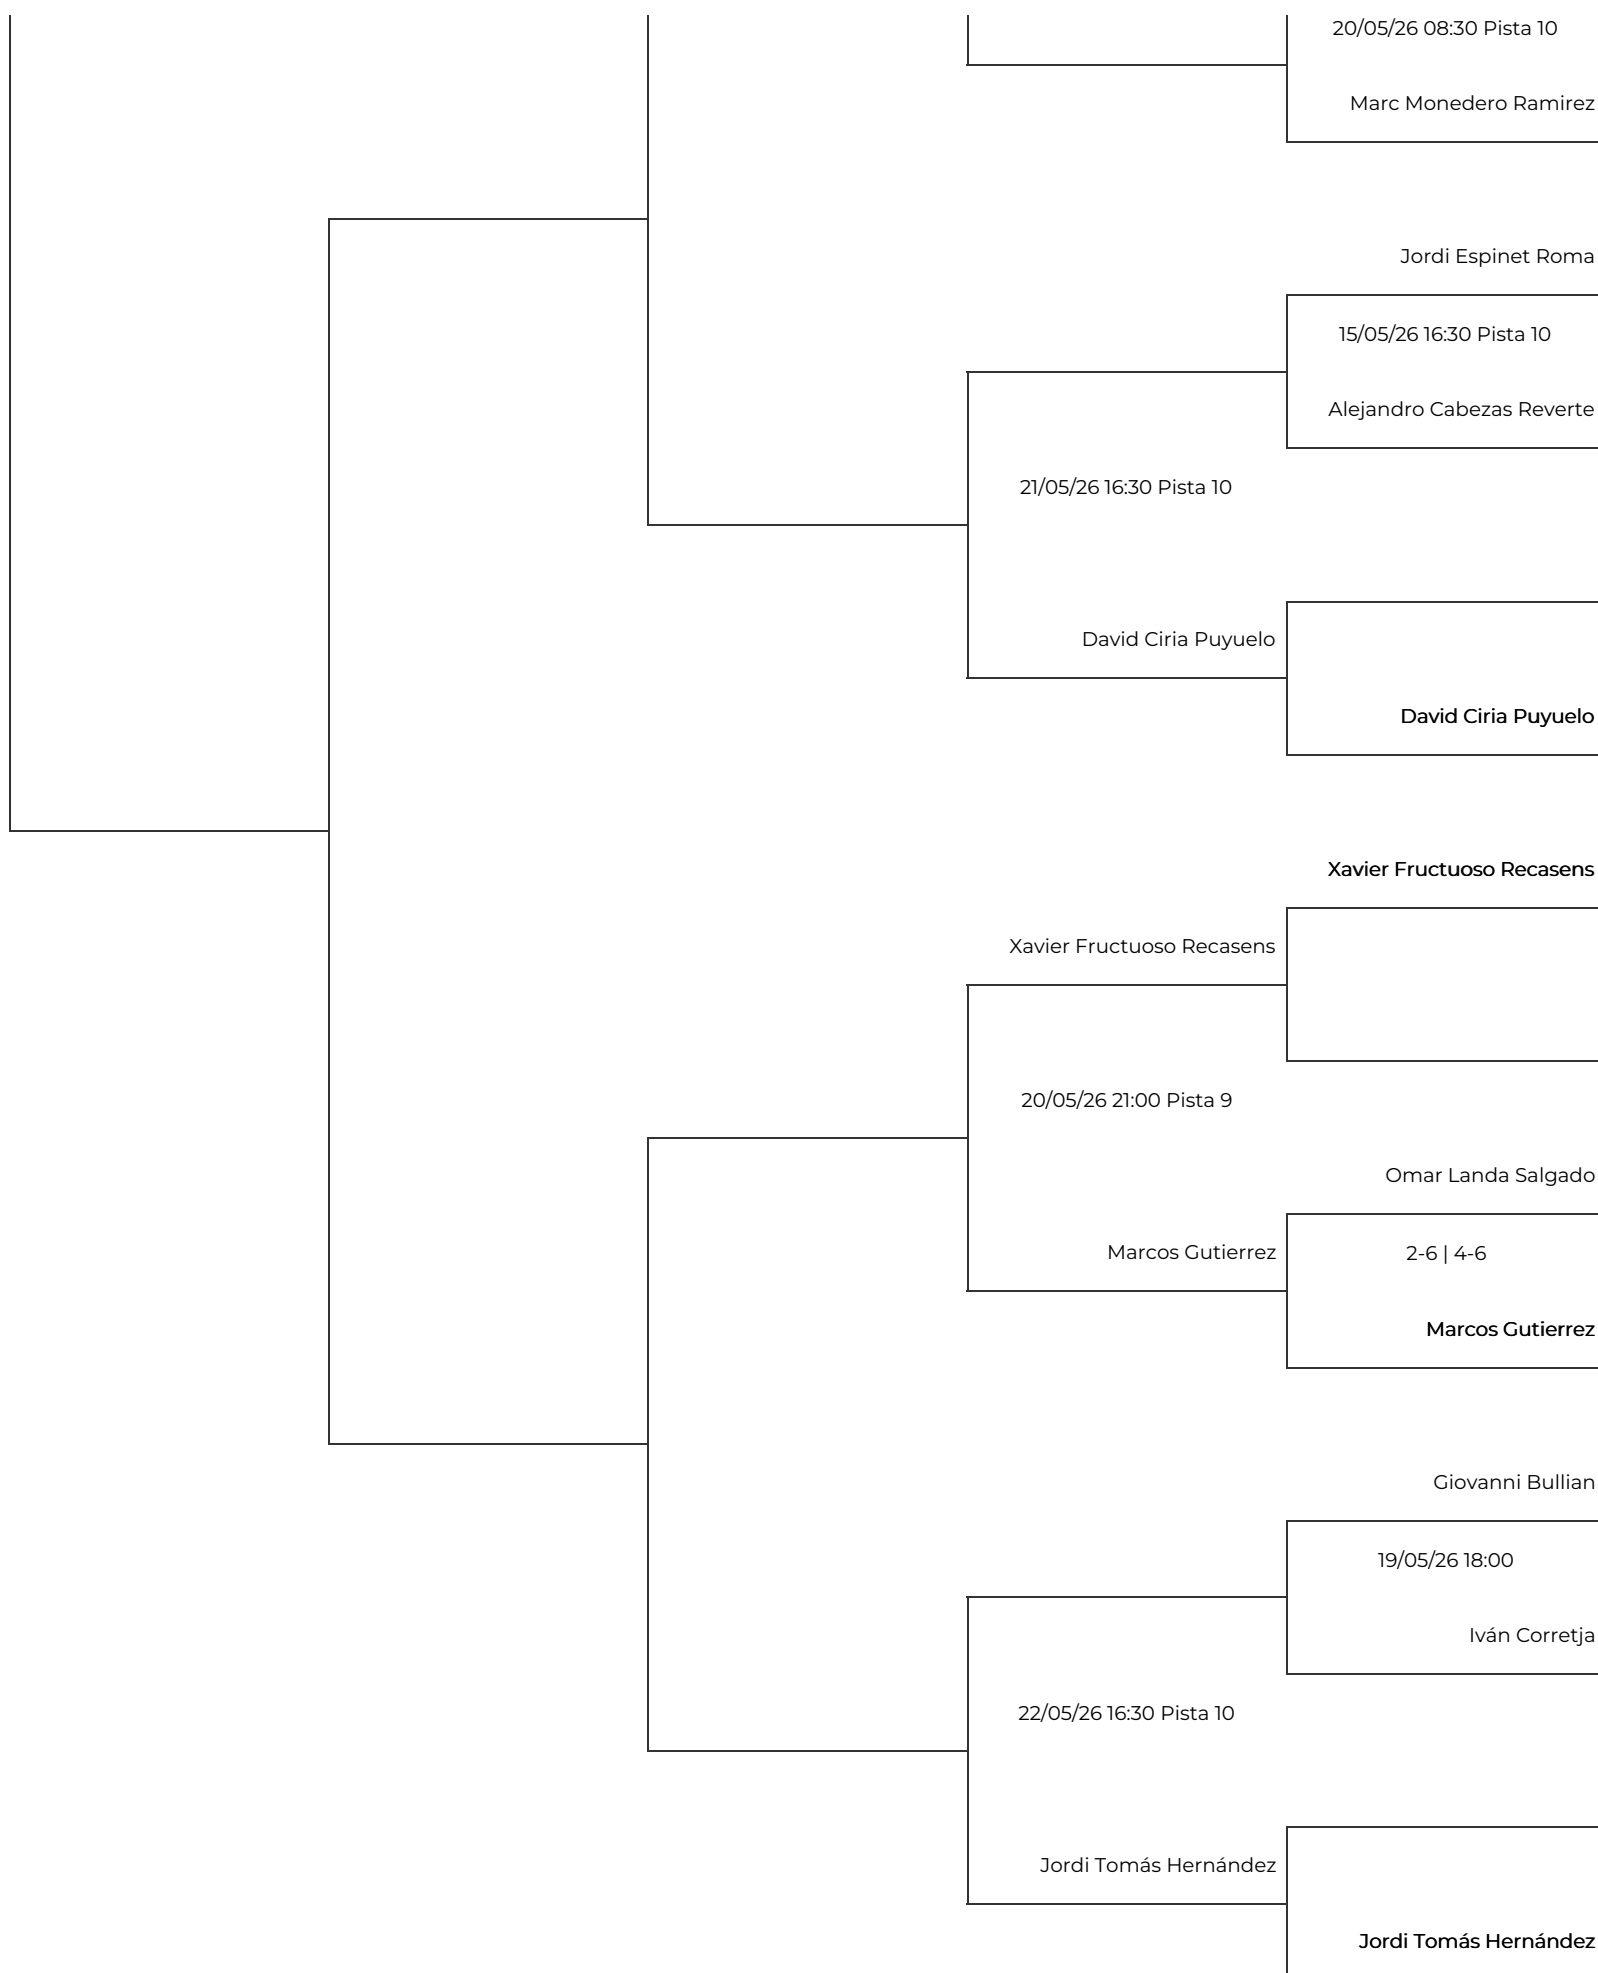 20/05/26 08:30 Pista 10
Marc Monedero Ramirez
Jordi Espinet Roma
15/05/26 16:30 Pista 10
Alejandro Cabezas Reverte
21/05/26 16:30 Pista 10
David Ciria Puyuelo
David Ciria Puyuelo
Xavier Fructuoso Recasens
Xavier Fructuoso Recasens
20/05/26 21:00 Pista 9
Omar Landa Salgado
Marcos Gutierrez
2-6 | 4-6
Marcos Gutierrez
Giovanni Bullian
19/05/26 18:00
Iván Corretja
22/05/26 16:30 Pista 10
Jordi Tomás Hernández
Jordi Tomás Hernández